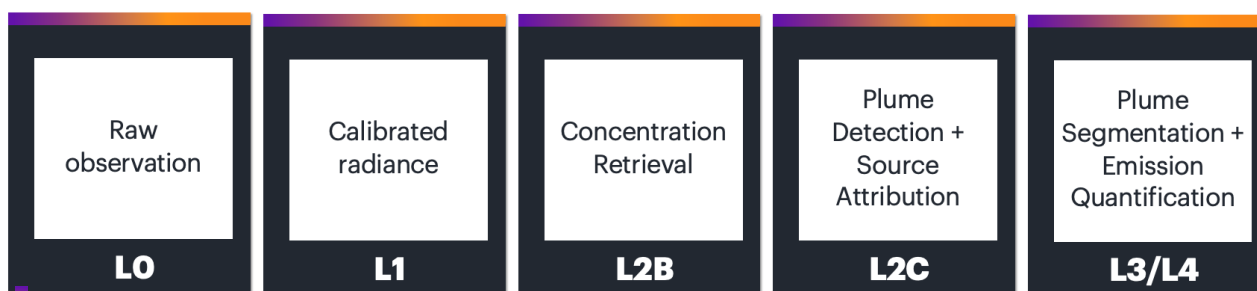 Raw
observation
L0
Calibrated
radiance
L1
Concentration
Retrieval
L2B
Plume
Detection +
Source
Attribution
L2C
Plume
Segmentation +
Emission
Quantification
L3/L4